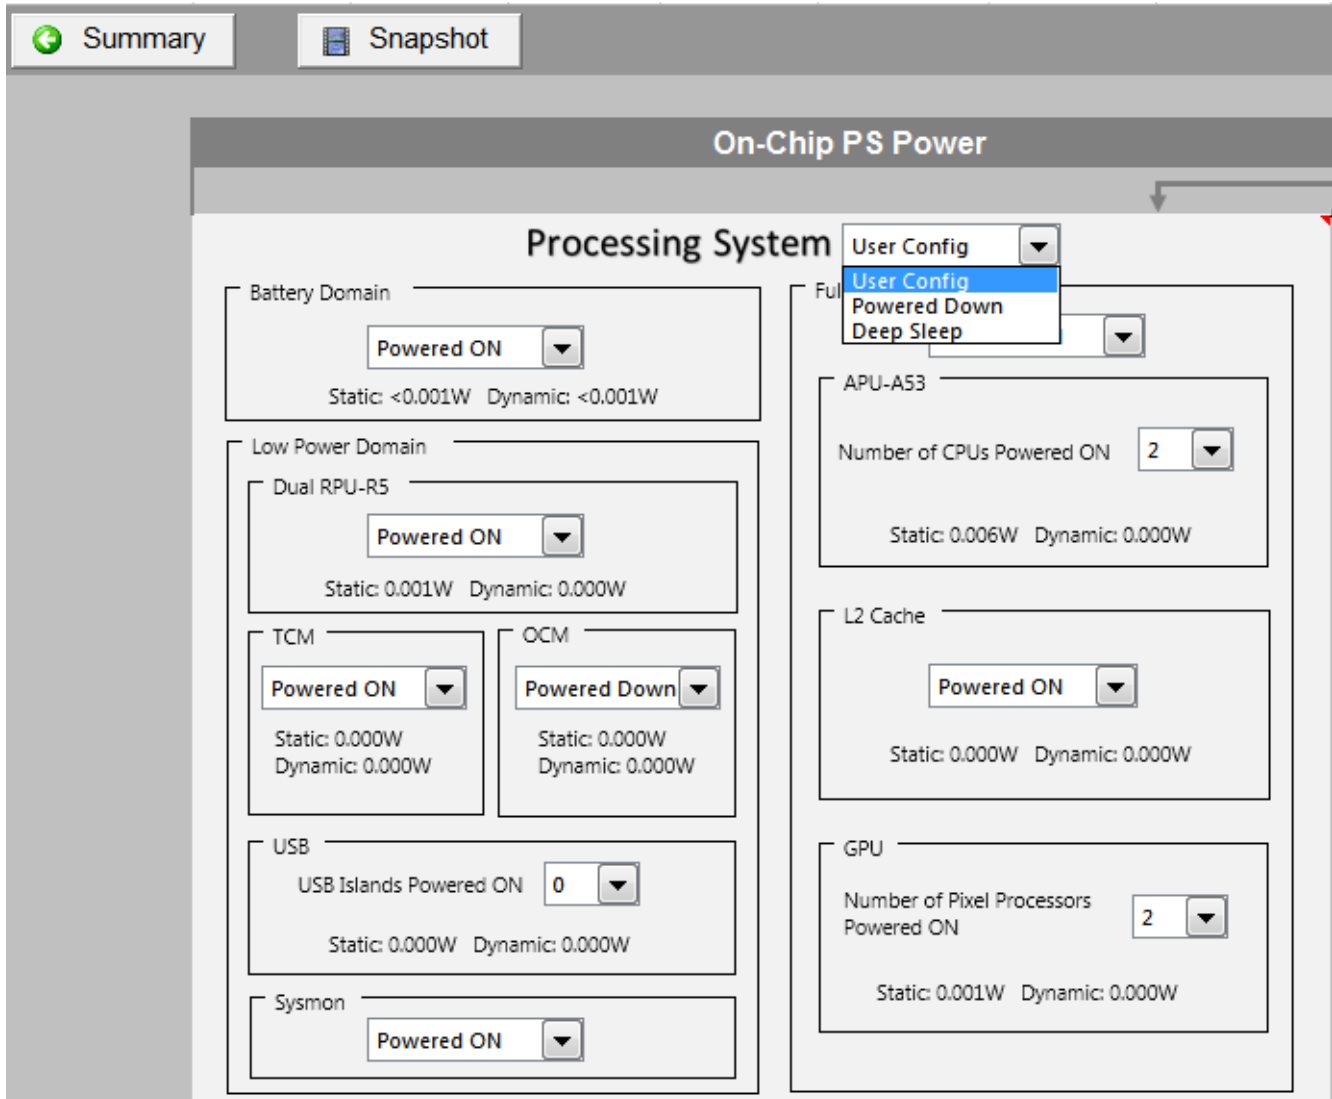 Summary
Snapshot
On-Chip PS Power
Processing System
User Config
User Config
Powered Down
Deep Sleep
Battery Domain
Powered ON
Static: <0.001W Dynamic: <0.001W
Low Power Domain
Dual RPU-R5
Powered ON
Static: 0.001W Dynamic: 0.000W
TCM
Powered ON
Static: 0.000W
Dynamic: 0.000W
OCM
Powered Down
Static: 0.000W
Dynamic: 0.000W
USB
USB Islands Powered ON 0
Static: 0.000W Dynamic: 0.000W
Sysmon
Powered ON
APU-A53
Number of CPUs Powered ON 2
Static: 0.006W Dynamic: 0.000W
L2 Cache
Powered ON
Static: 0.000W Dynamic: 0.000W
GPU
Number of Pixel Processors
Powered ON
2
Static: 0.001W Dynamic: 0.000W